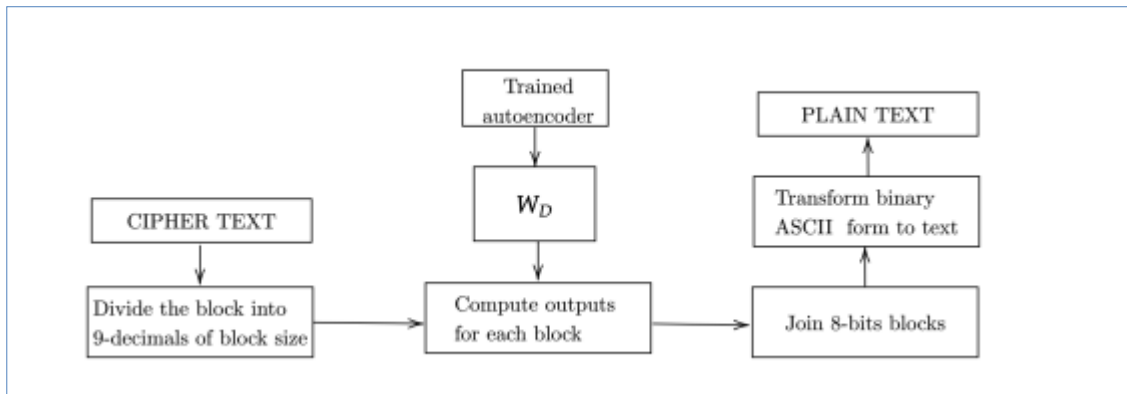 Trained
autoencoder
PLAIN TEXT
W_D
Transform binary
ASCII form to text
CIPHER TEXT
Divide the block into
9-decimals of block size
Compute outputs
for each block
Join 8-bits blocks